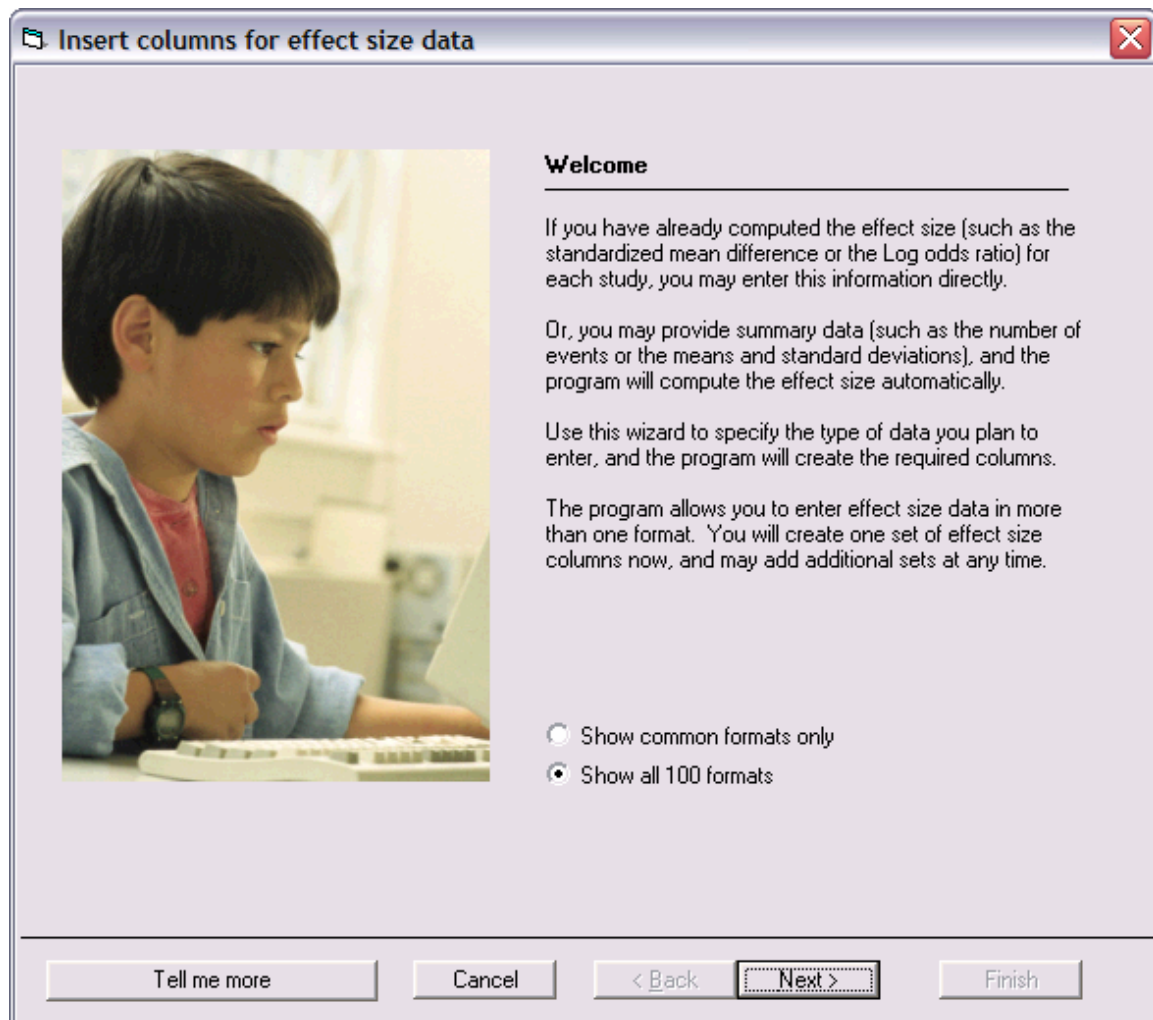 Insert columns for effect size data
Welcome
If you have already computed the effect size (such as the
standardized mean difference or the Log odds ratio) for
each study, you may enter this information directly.
Or, you may provide summary data (such as the number of
events or the means and standard deviations), and the
program will compute the effect size automatically.
Use this wizard to specify the type of data you plan to
enter, and the program will create the required columns.
The program allows you to enter effect size data in more
than one format.  You will create one set of effect size
columns now, and may add additional sets at any time.
Show common formats only
Show all 100 formats
Tell me more
Cancel
< Back
Next >
Finish